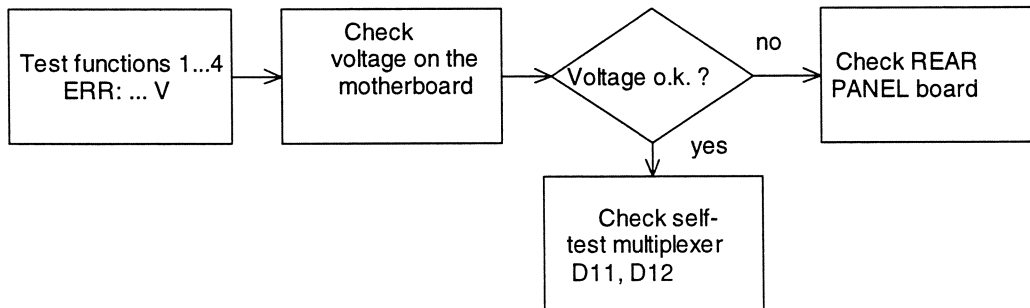 Test functions 1...4
ERR: ... V
Check
voltage on the
motherboard
Voltage o.k. ?
no
Check REAR
PANEL board
yes
Check self-
test multiplexer
D11, D12